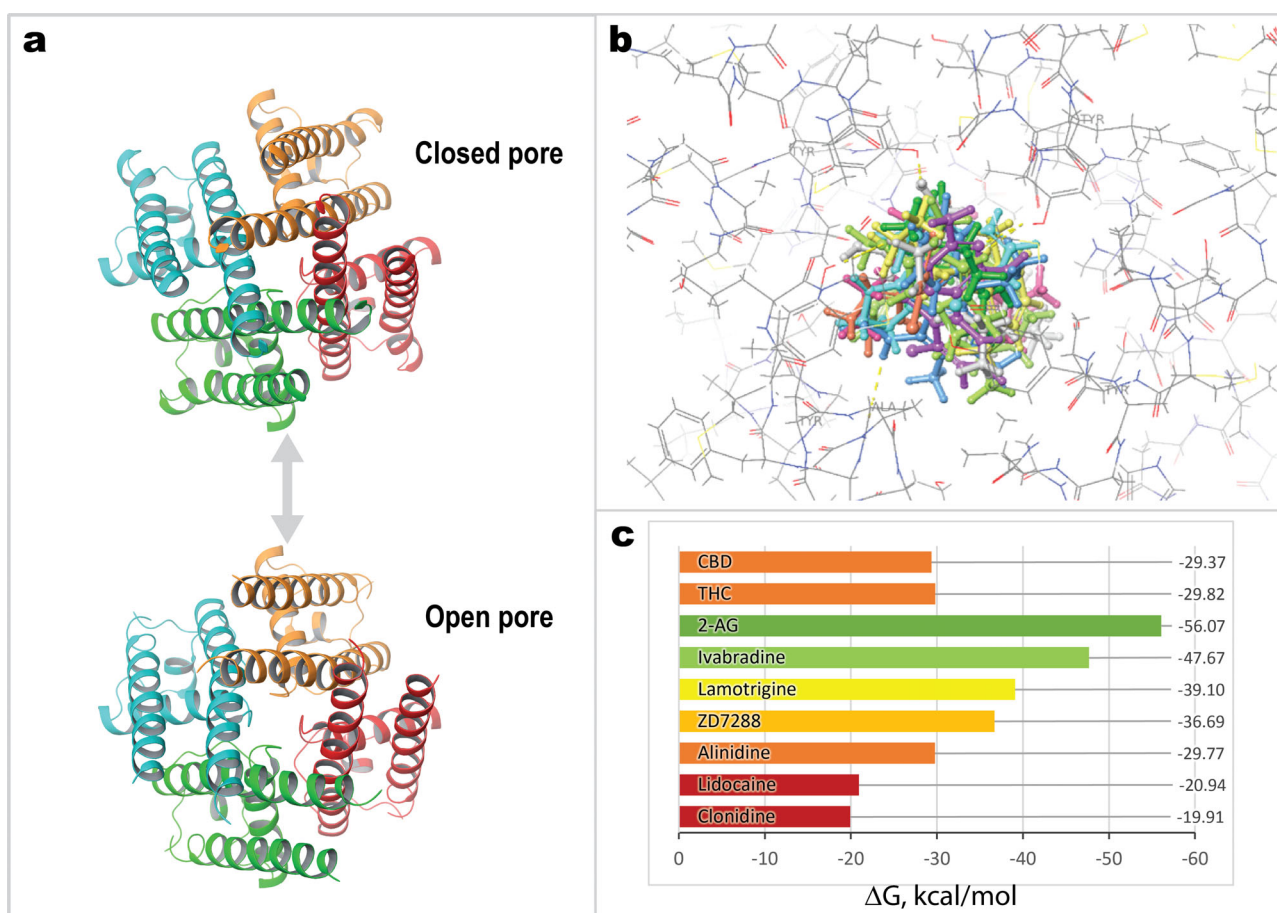 a
Closed pore
Open pore
b
TYR
TYR
ALA
TYR
TYR
c
CBD -29.37
THC -29.82
2-AG -56.07
Ivabradine -47.67
Lamotrigine -39.10
ZD7288 -36.69
Alinidine -29.77
Lidocaine -20.94
Clonidine -19.91
0 -10 -20 -30 -40 -50 -60
ΔG, kcal/mol